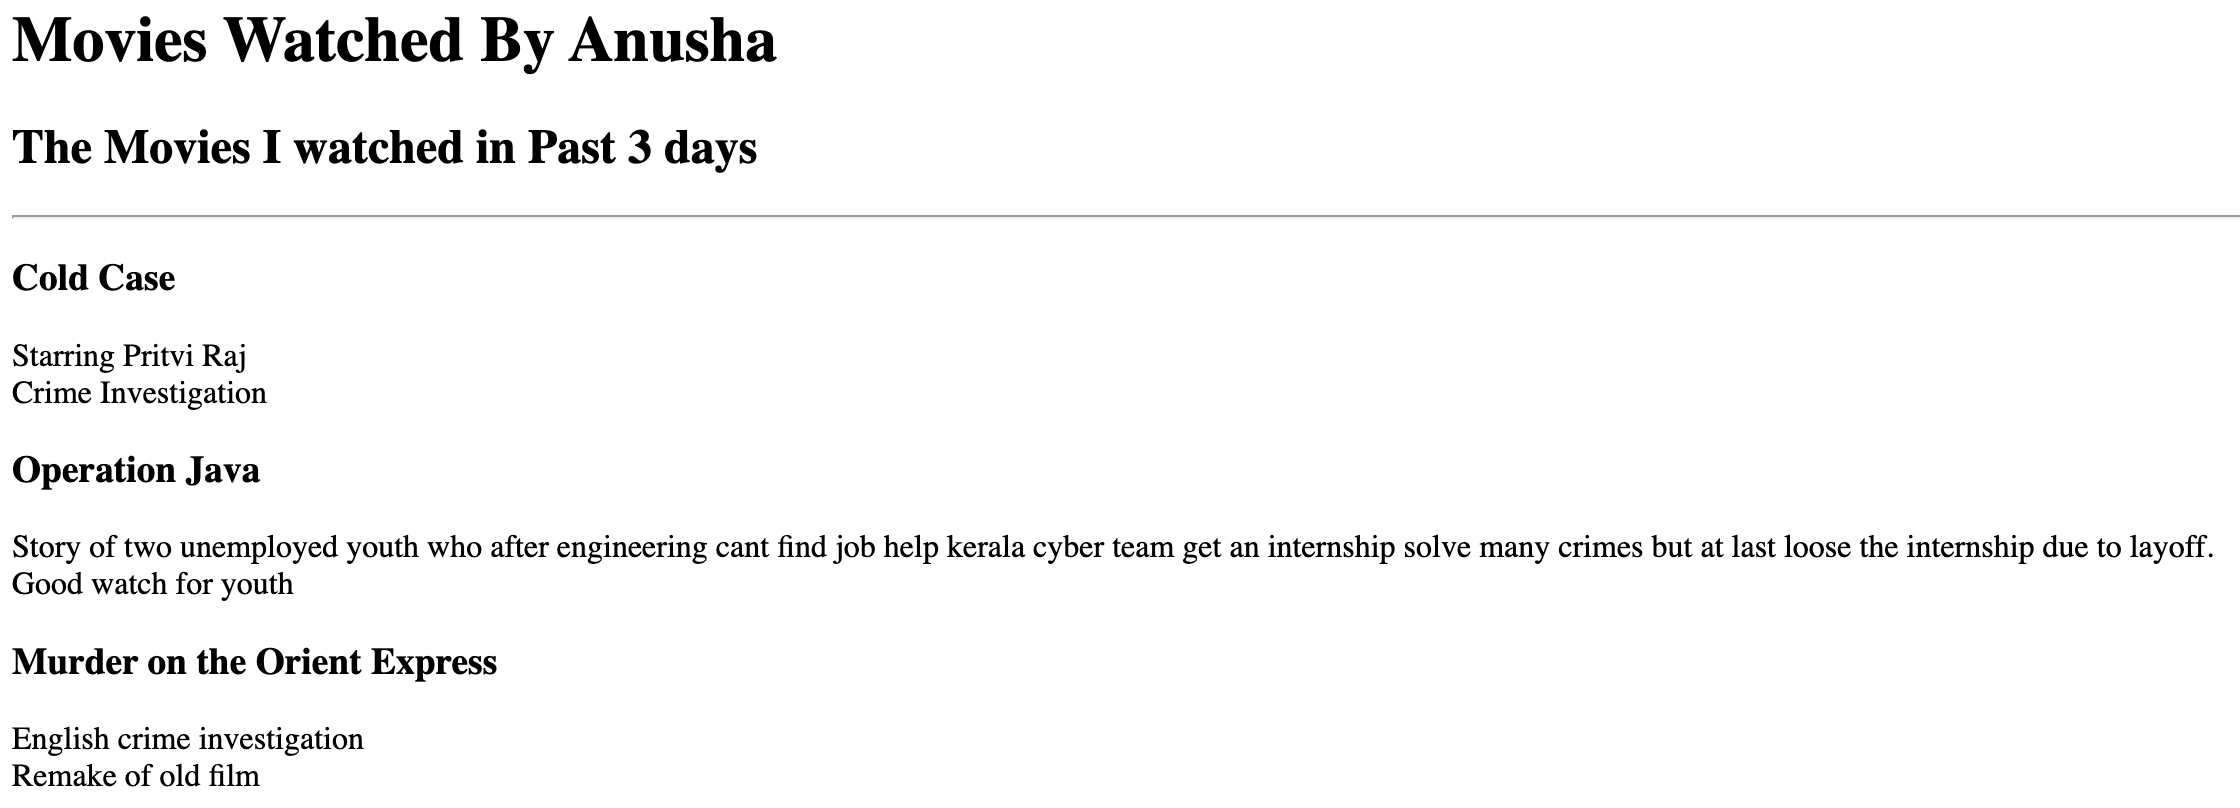 Movies Watched By Anusha
The Movies I watched in Past 3 days
Cold Case
Starring Pritvi Raj
Crime Investigation
Operation Java
Story of two unemployed youth who after engineering cant find job help kerala cyber team get an internship solve many crimes but at last loose the internship due to layoff.
Good watch for youth
Murder on the Orient Express
English crime investigation
Remake of old film